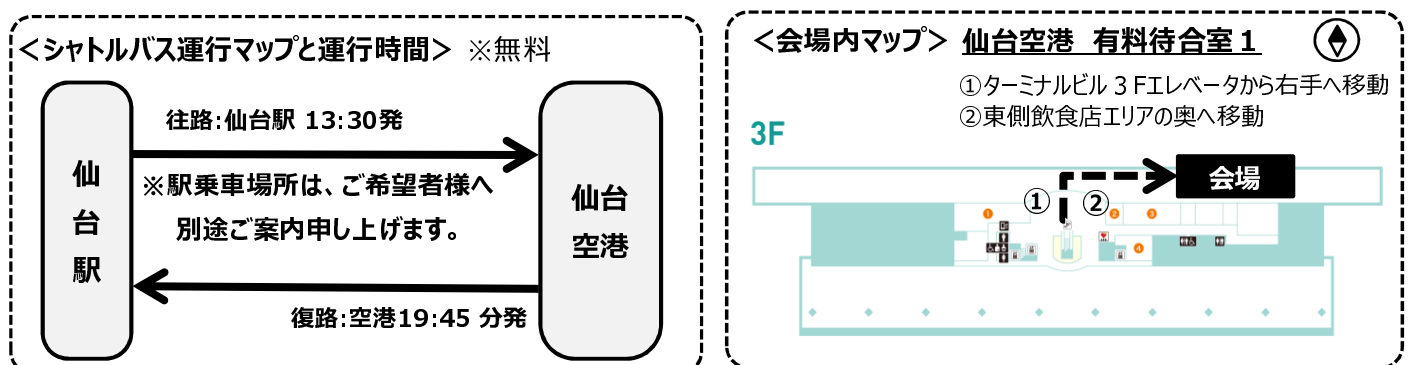 ＜シャトルバス運行マップと運行時間＞ ※無料
往路:仙台駅 13:30発
※駅乗車場所は、ご希望者様へ
別途ご案内申し上げます。
仙台駅
仙台
空港
復路:空港19:45 分発
＜会場内マップ＞ 仙台空港 有料待合室１
①ターミナルビル３Fエレベータから右手へ移動
②東側飲食店エリアの奥へ移動
3F
会場
① ②
1 2 3
4